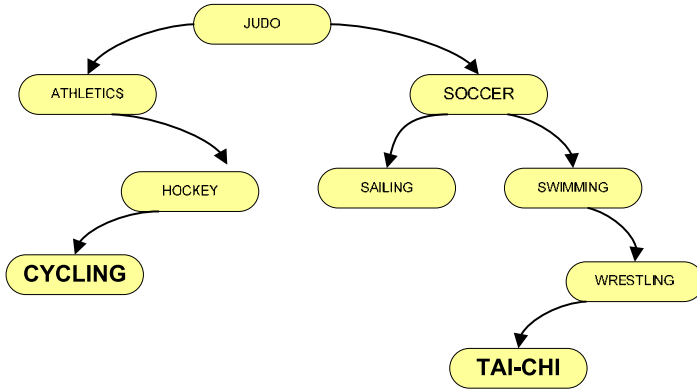 JUDO
ATHLETICS
SOCCER
HOCKEY
SAILING
SWIMMING
CYCLING
WRESTLING
TAI-CHI